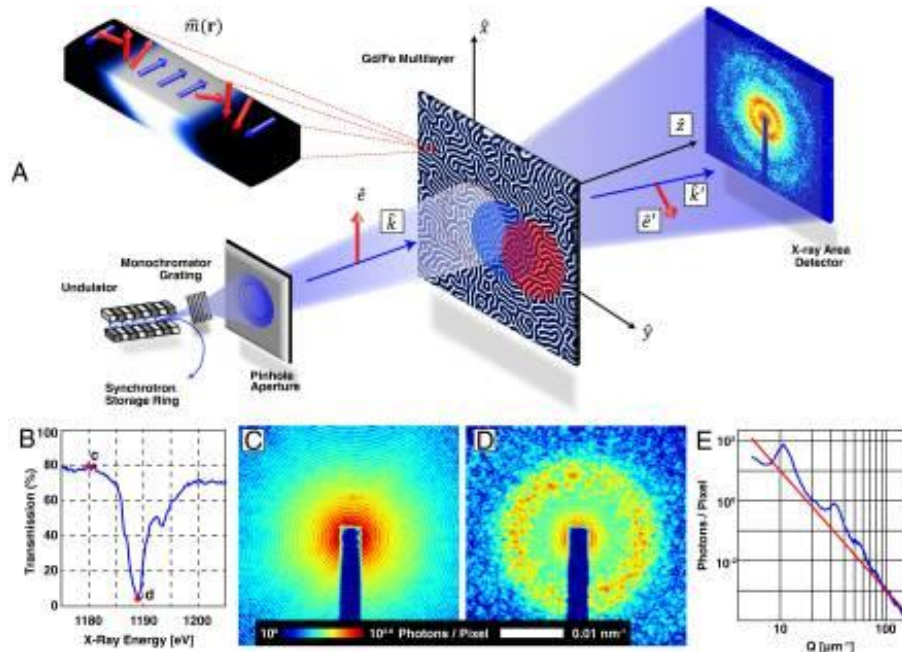 m̂(r)
Gd/Fe Multilayer
x̂
ẑ
A
ê
k̂
k̂'
ê'
X-ray Area
Detector
Monochromator
Grating
Undulator
ŷ
Synchrotron
Storage Ring
Pinhole
Aperture
B
C
D
E
100
80
60
40
20
0
c
d
Transmission (%)
1180
1190
1200
X-Ray Energy [eV]
Photons / Pixel
0.01 nm⁻¹
Photons / Pixel
10
100
Q [µm⁻¹]